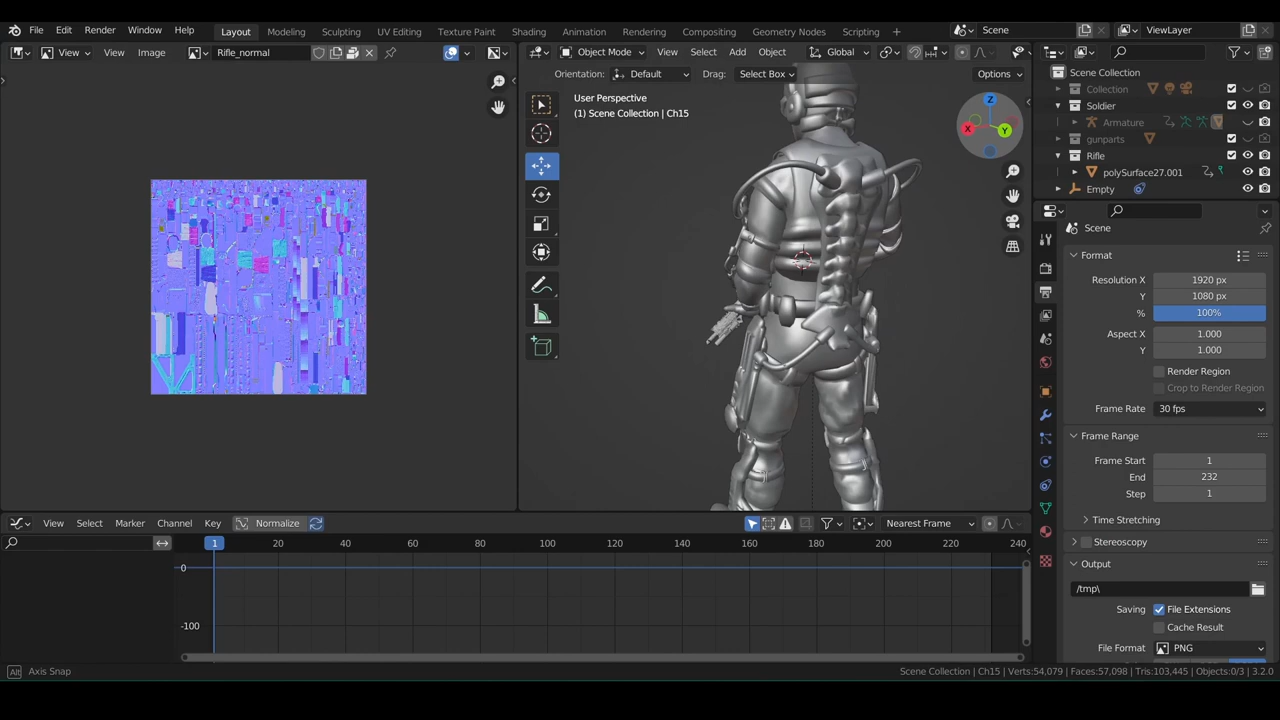 File Edit Render Window Help Layout Modeling Sculpting UV Editing Texture Paint Shading Animation Rendering Compositing Geometry Nodes Scripting Scene ViewLayer
View View Image Rifle_normal Object Mode View Select Add Object Global
Orientation: Default Drag: Select Box Options
User Perspective
(1) Scene Collection | Ch15
Z
X
Y
Scene Collection
Collection
Soldier
Armature
gunparts
Rifle
polySurface27.001
Empty
Scene
Format
Resolution X 1920 px
Y 1080 px
% 100%
Aspect X 1.000
Y 1.000
Render Region
Crop to Render Region
Frame Rate 30 fps
Frame Range
Frame Start 1
End 232
Step 1
Time Stretching
Stereoscopy
Output
/tmp\
Saving File Extensions
Cache Result
File Format PNG
View Select Marker Channel Key Normalize Nearest Frame
1 20 40 60 80 100 120 140 160 180 200 220 240
0
-100
Alt Axis Snap
Scene Collection | Ch15 | Verts:54,079 | Faces:57,098 | Tris:103,445 | Objects:0/3 | 3.2.0